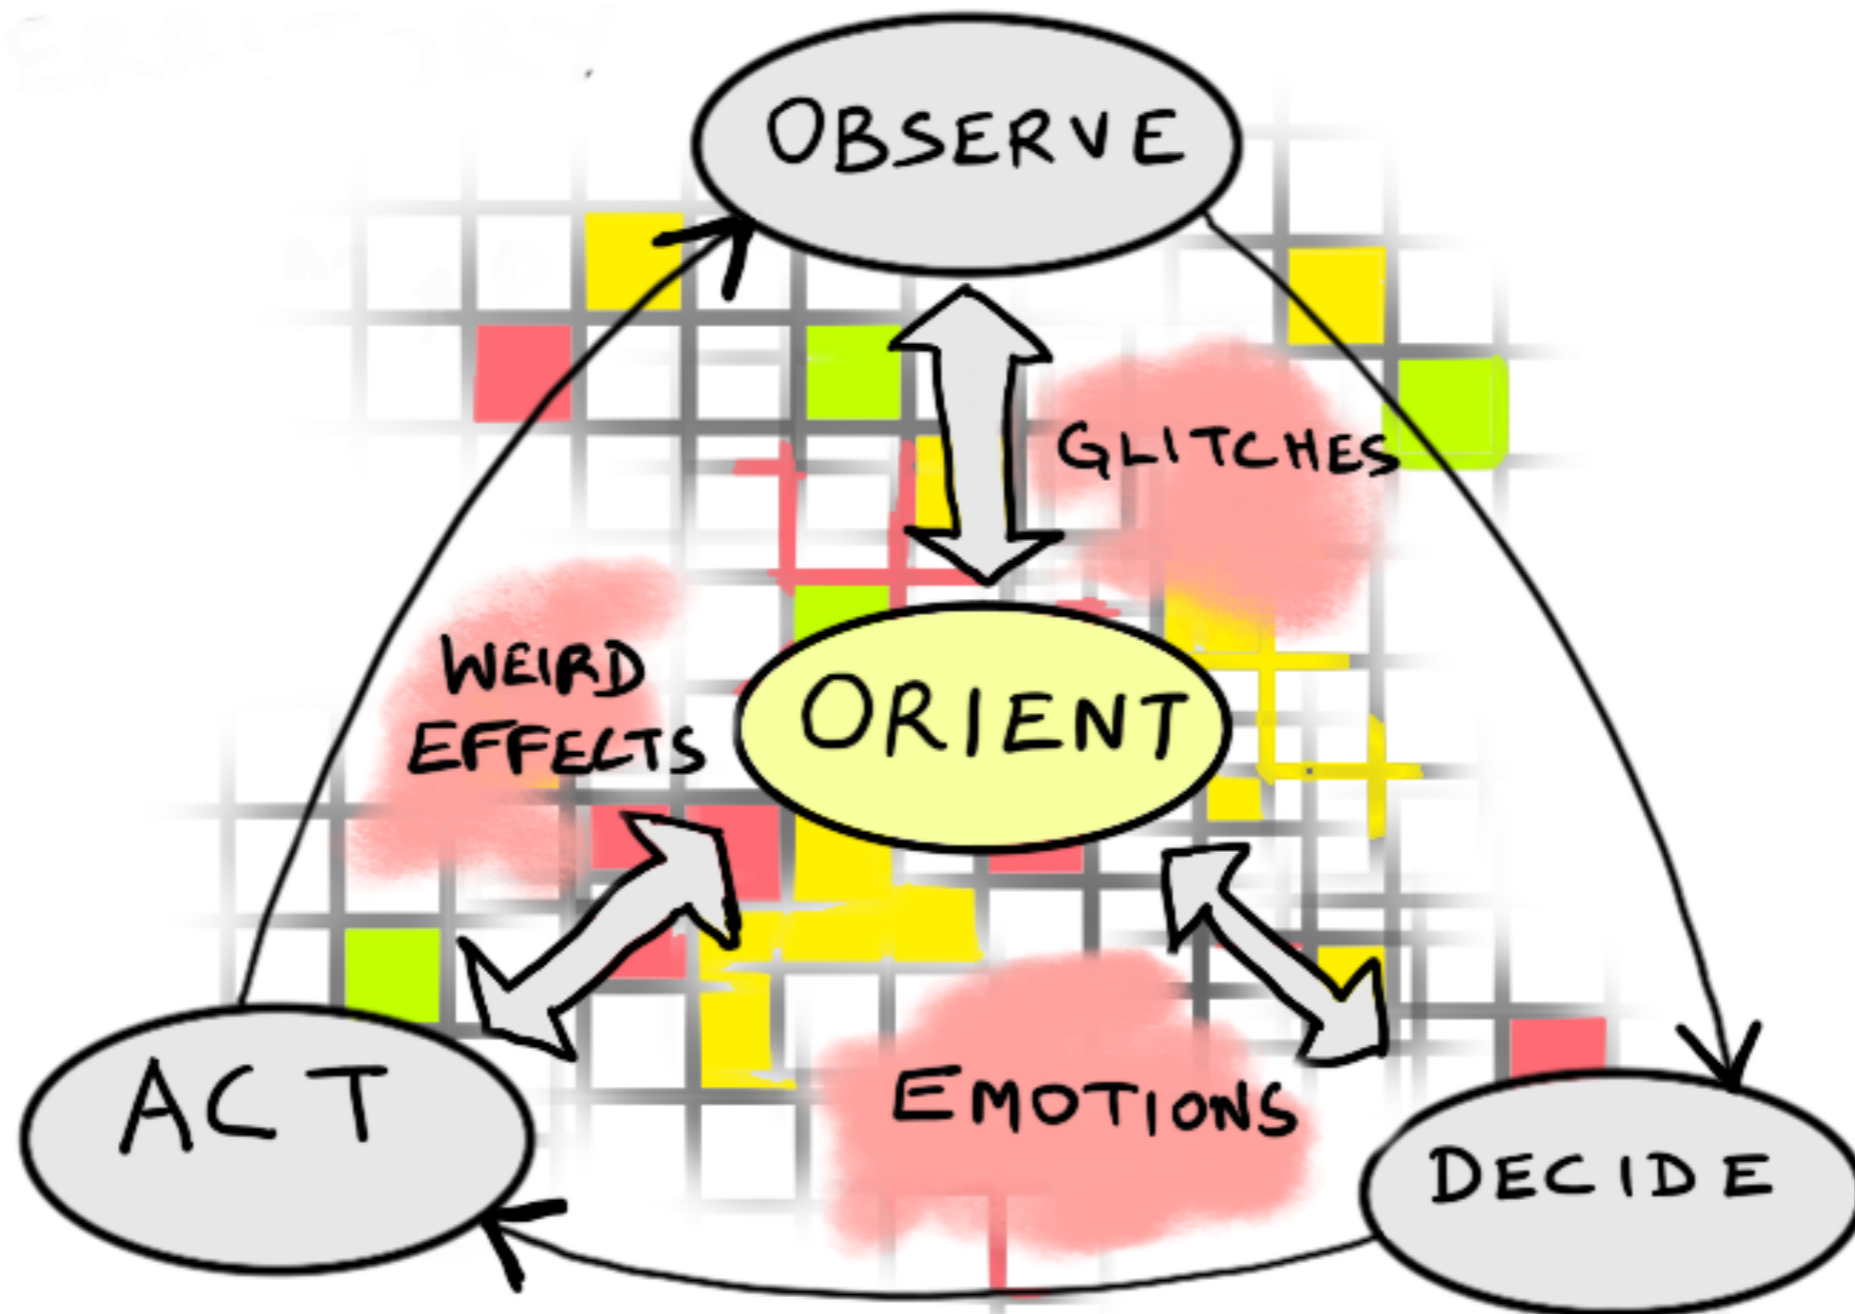 OBSERVE
GLITCHES
WEIRD
EFFECTS
ORIENT
EMOTIONS
ACT
DECIDE